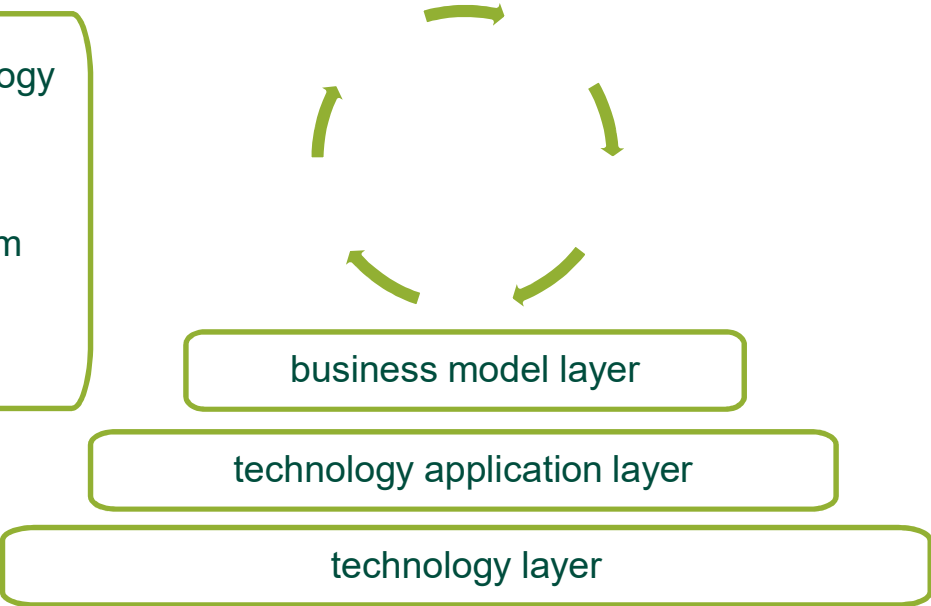 ogy
m
business model layer
technology application layer
technology layer